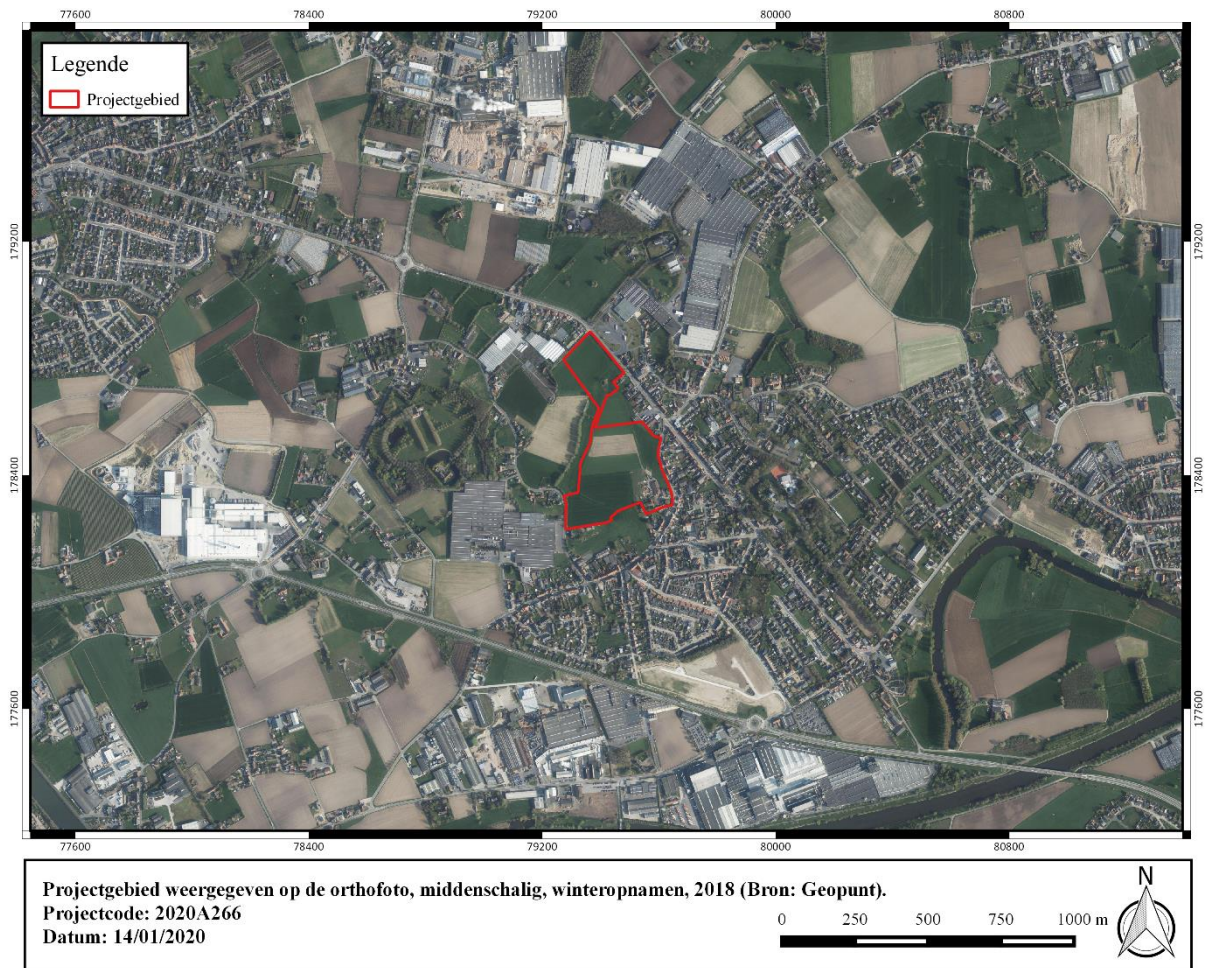 77600 78400 79200 80000 80800
Legende
Projectgebied
179200 179200
178400 178400
177600 177600
77600 78400 79200 80000 80800
Projectgebied weergegeven op de orthofoto, middenschalig, winteropnamen, 2018 (Bron: Geopunt).
Projectcode: 2020A266
Datum: 14/01/2020
0 250 500 750 1000 m
N